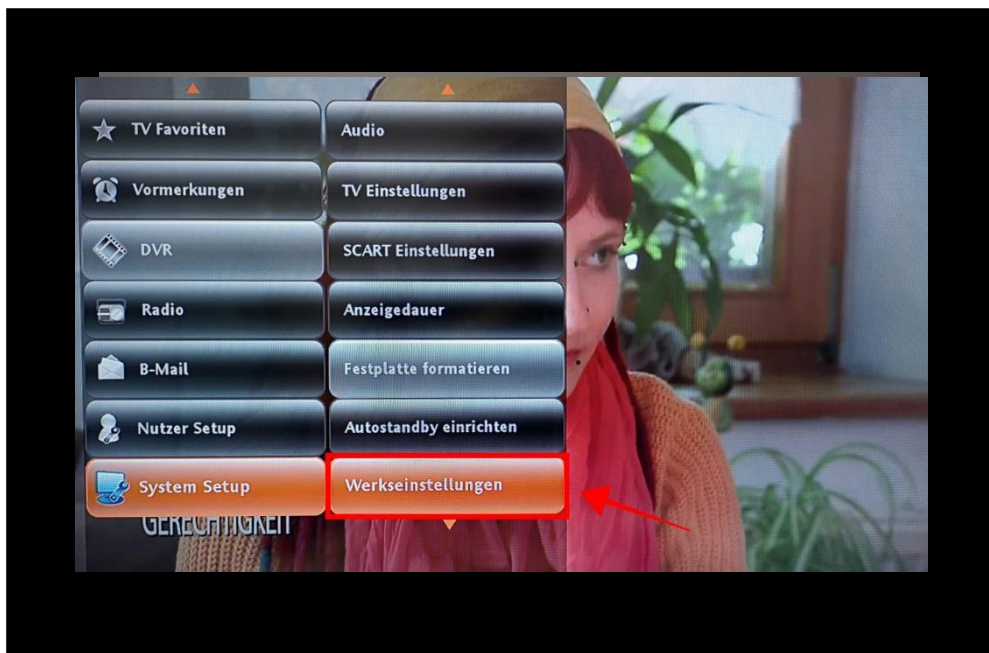 TV Favoriten
Vormerkungen
DVR
Radio
B-Mail
Nutzer Setup
System Setup
Audio
TV Einstellungen
SCART Einstellungen
Anzeigedauer
Festplatte formatieren
Autostandby einrichten
Werkseinstellungen
GERECHTIGKEIT